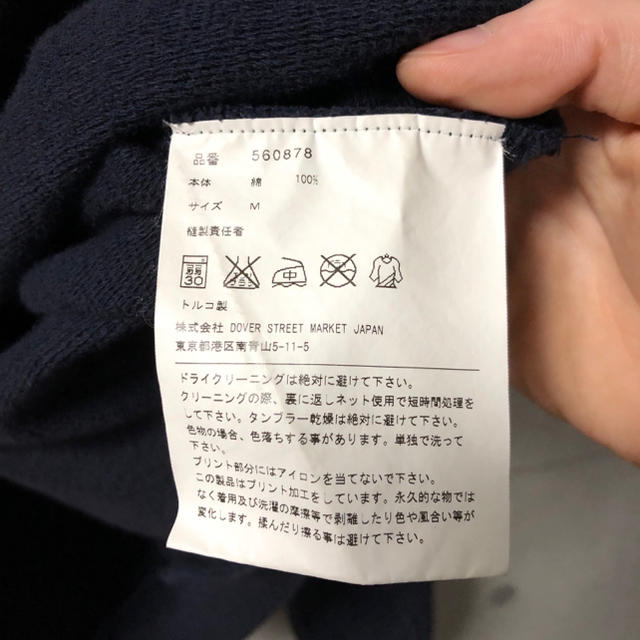 品番 560878
本体 綿 100%
サイズ M
縫製責任者
弱 30 中
トルコ製
株式会社 DOVER STREET MARKET JAPAN
東京都港区南青山5-11-5
ドライクリーニングは絶対に避けて下さい。
クリーニングの際、裏に返しネット使用で短時間処理を
して下さい。タンブラー乾燥は絶対に避けて下さい。
色物の場合、色落ちする事があります。単独で洗って
下さい。
プリント部分にはアイロンを当てないで下さい。
この製品はプリント加工をしています。永久的な物では
なく着用及び洗濯の摩擦等で剥離したり色や風合い等が
変化します。揉んだり擦る事は避けて下さい。